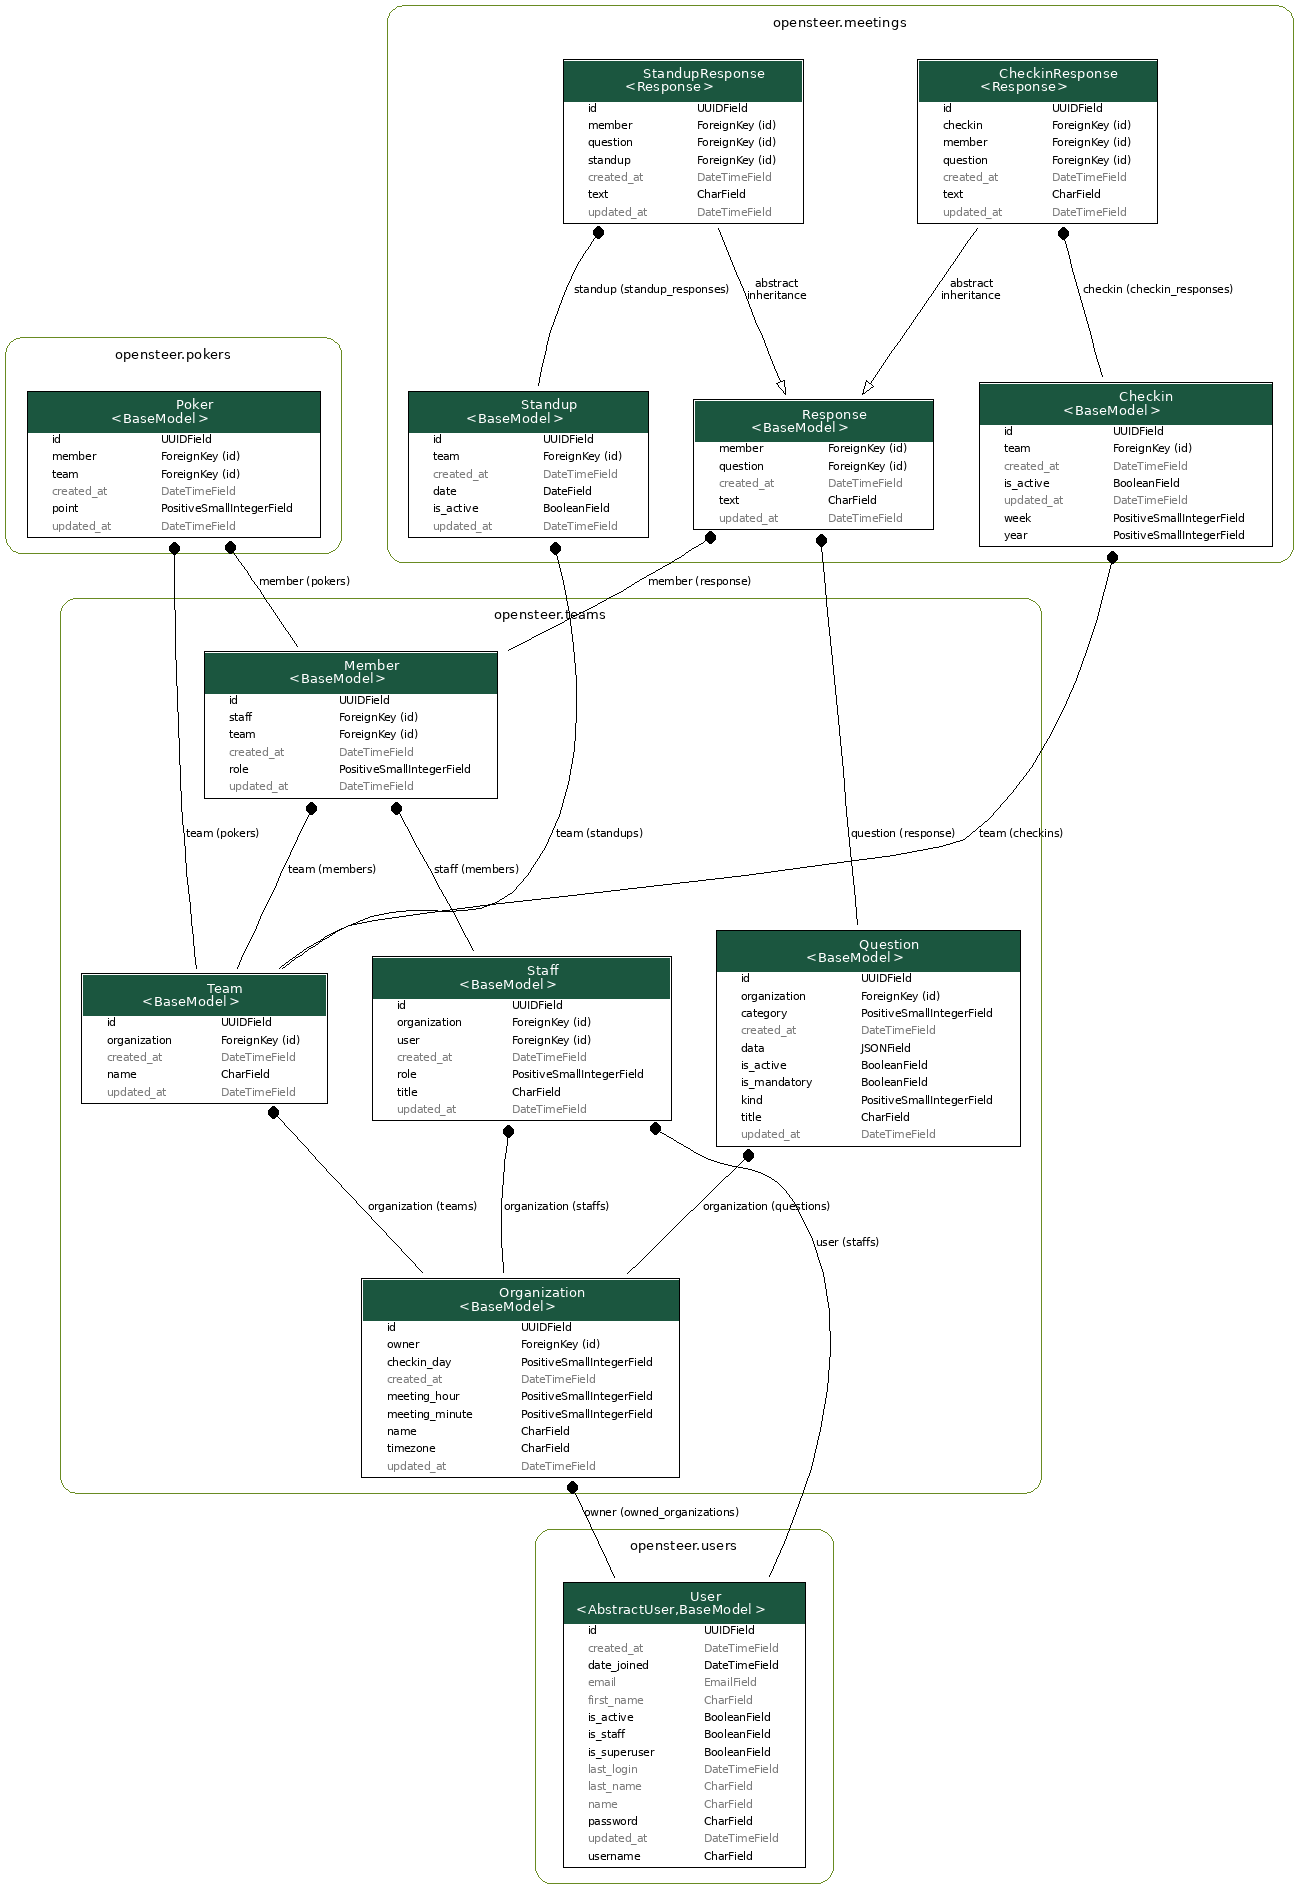 opensteer.meetings
StandupResponse
<Response>
id UUIDField
member ForeignKey (id)
question ForeignKey (id)
standup ForeignKey (id)
created_at DateTimeField
text CharField
updated_at DateTimeField
CheckinResponse
<Response>
id UUIDField
checkin ForeignKey (id)
member ForeignKey (id)
question ForeignKey (id)
created_at DateTimeField
text CharField
updated_at DateTimeField
standup (standup_responses)
abstract
inheritance
abstract
inheritance
checkin (checkin_responses)
opensteer.pokers
Poker
<BaseModel>
id UUIDField
member ForeignKey (id)
team ForeignKey (id)
created_at DateTimeField
point PositiveSmallIntegerField
updated_at DateTimeField
Standup
<BaseModel>
id UUIDField
team ForeignKey (id)
created_at DateTimeField
date DateField
is_active BooleanField
updated_at DateTimeField
Response
<BaseModel>
member ForeignKey (id)
question ForeignKey (id)
created_at DateTimeField
text CharField
updated_at DateTimeField
Checkin
<BaseModel>
id UUIDField
team ForeignKey (id)
created_at DateTimeField
is_active BooleanField
updated_at DateTimeField
week PositiveSmallIntegerField
year PositiveSmallIntegerField
member (pokers)
member (response)
opensteer.teams
Member
<BaseModel>
id UUIDField
staff ForeignKey (id)
team ForeignKey (id)
created_at DateTimeField
role PositiveSmallIntegerField
updated_at DateTimeField
team (pokers)
team (standups)
question (response)
team (checkins)
team (members)
staff (members)
Team
<BaseModel>
id UUIDField
organization ForeignKey (id)
created_at DateTimeField
name CharField
updated_at DateTimeField
Staff
<BaseModel>
id UUIDField
organization ForeignKey (id)
user ForeignKey (id)
created_at DateTimeField
role PositiveSmallIntegerField
title CharField
updated_at DateTimeField
Question
<BaseModel>
id UUIDField
organization ForeignKey (id)
category PositiveSmallIntegerField
created_at DateTimeField
data JSONField
is_active BooleanField
is_mandatory BooleanField
kind PositiveSmallIntegerField
title CharField
updated_at DateTimeField
organization (teams)
organization (staffs)
organization (questions)
user (staffs)
Organization
<BaseModel>
id UUIDField
owner ForeignKey (id)
checkin_day PositiveSmallIntegerField
created_at DateTimeField
meeting_hour PositiveSmallIntegerField
meeting_minute PositiveSmallIntegerField
name CharField
timezone CharField
updated_at DateTimeField
owner (owned_organizations)
opensteer.users
User
<AbstractUser,BaseModel>
id UUIDField
created_at DateTimeField
date_joined DateTimeField
email EmailField
first_name CharField
is_active BooleanField
is_staff BooleanField
is_superuser BooleanField
last_login DateTimeField
last_name CharField
name CharField
password CharField
updated_at DateTimeField
username CharField